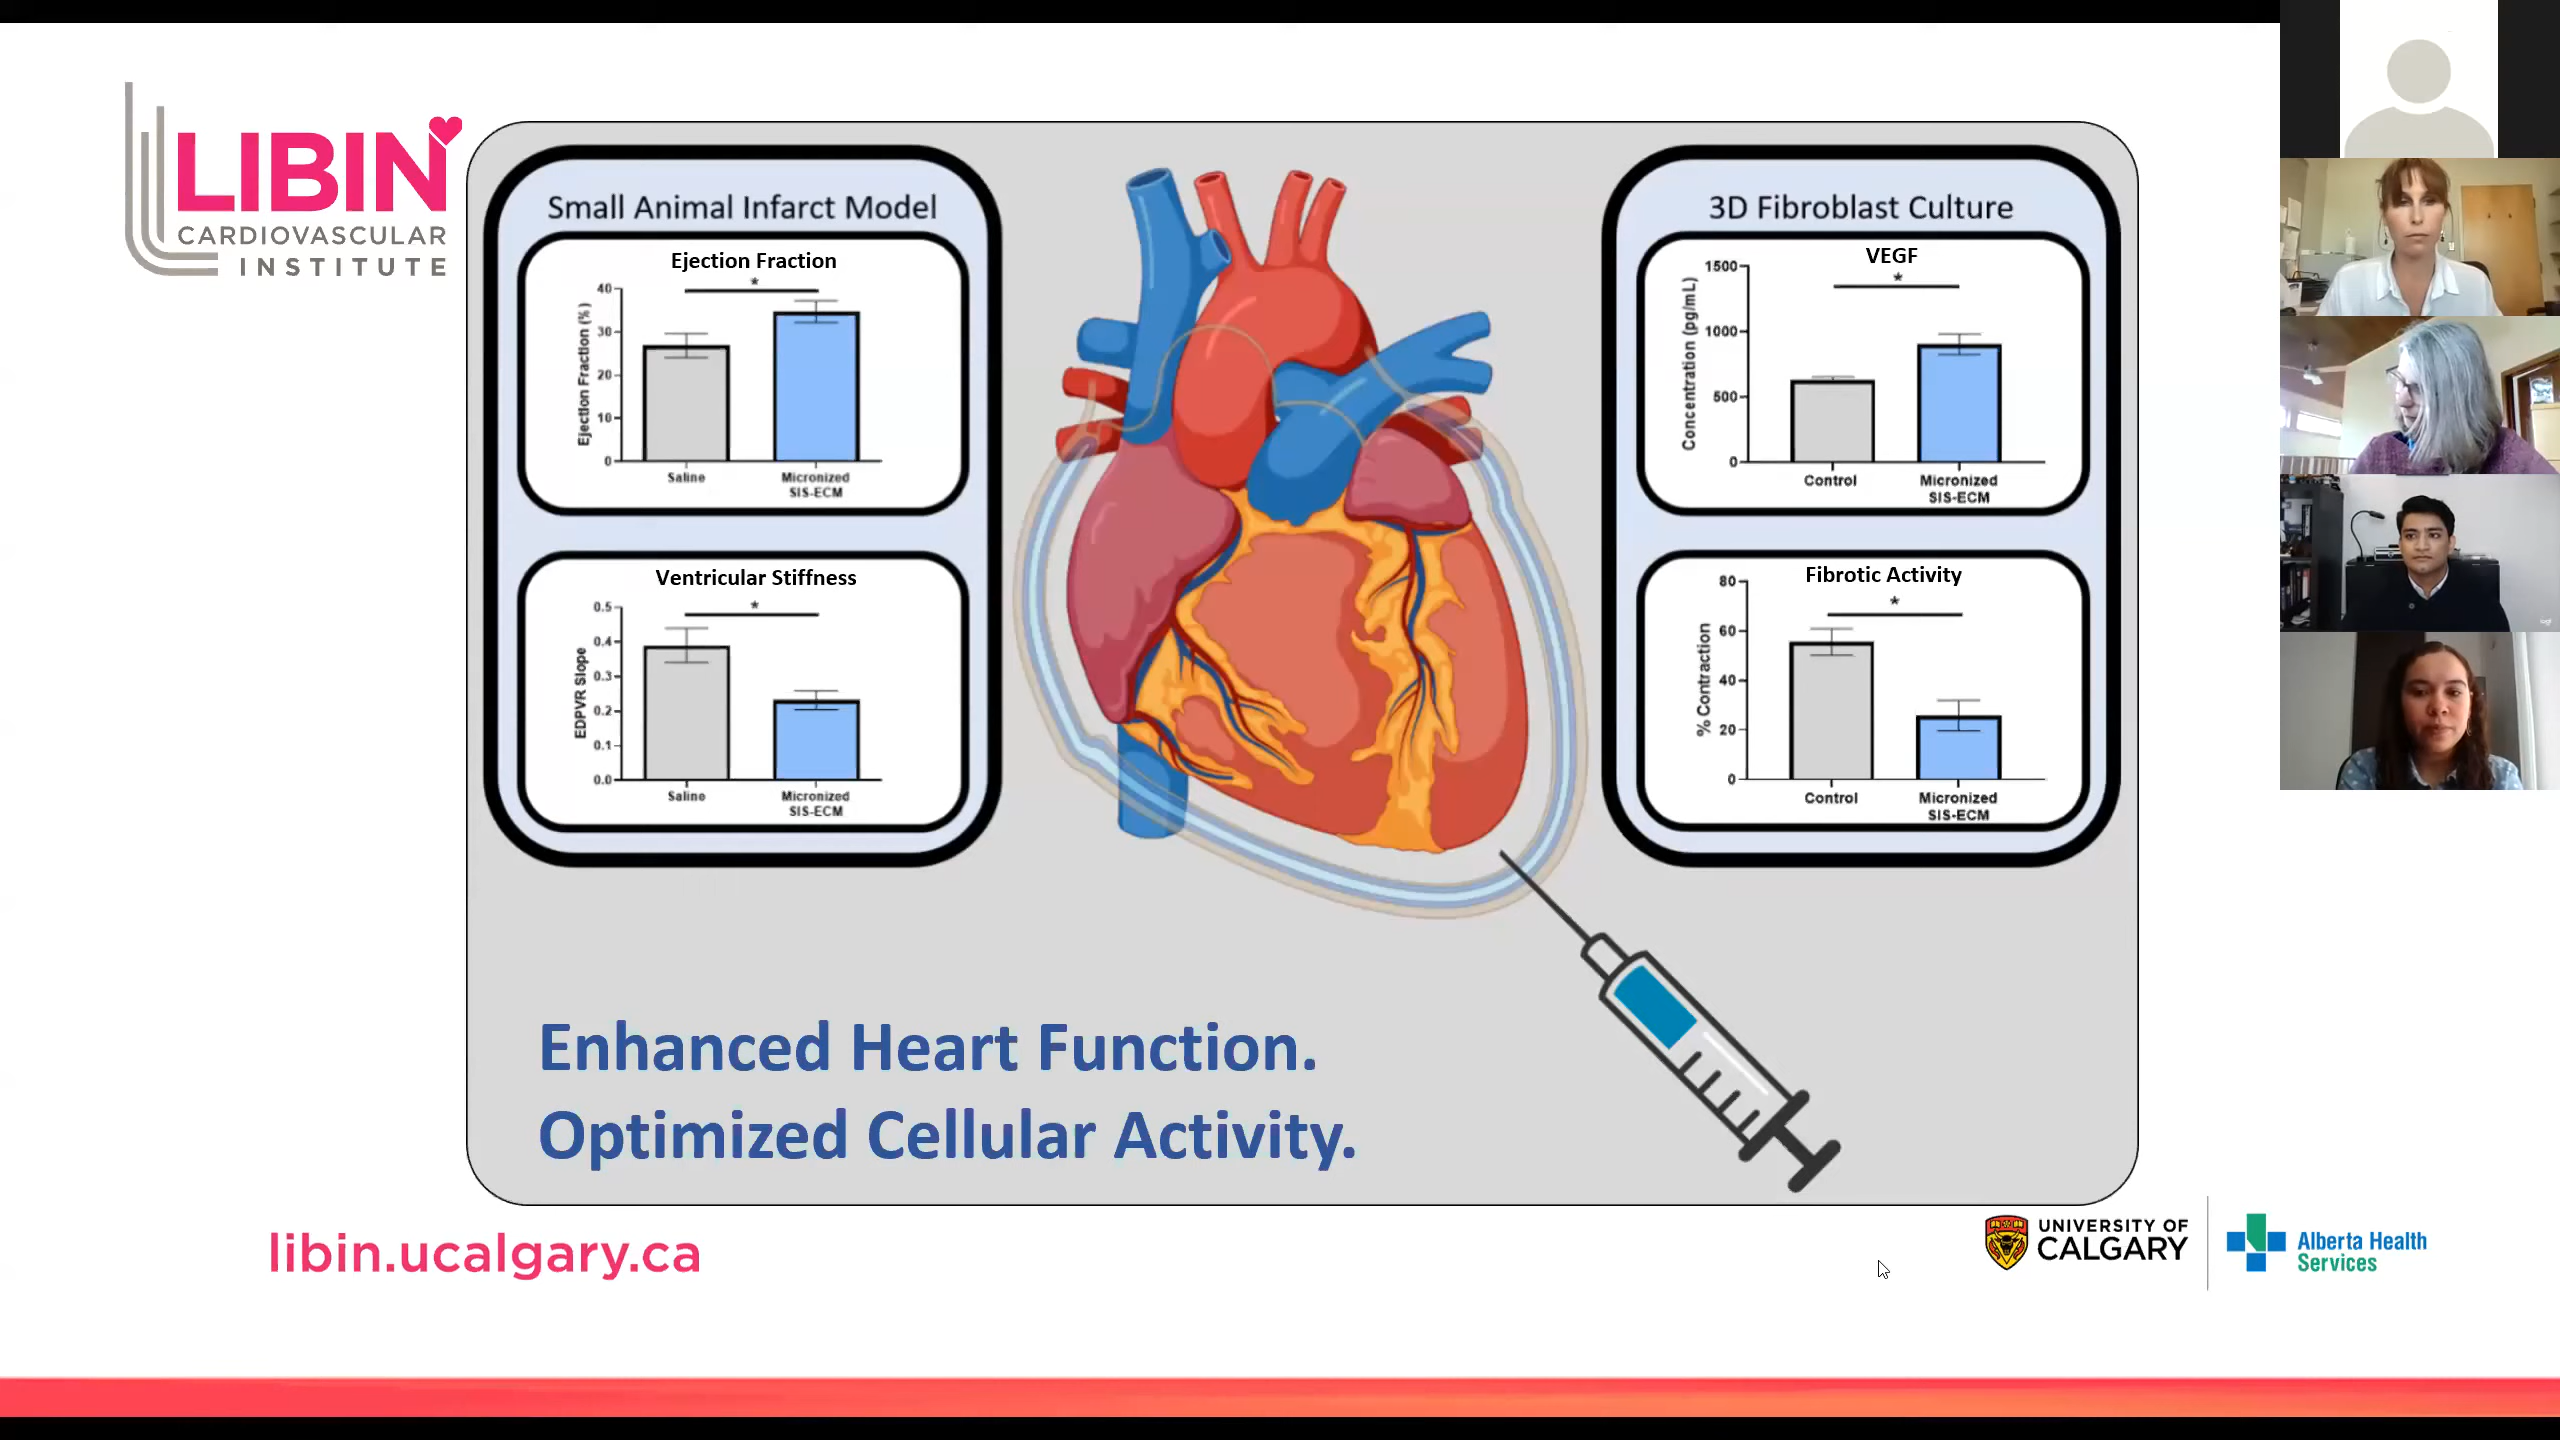 LIBIN
CARDIOVASCULAR
INSTITUTE
Small Animal Infarct Model
Ejection Fraction
*
Ejection Fraction (%)
40
30
20
10
0
Saline
Micronized
SIS-ECM
Ventricular Stiffness
*
EDPVR Slope
0.5
0.4
0.3
0.2
0.1
0.0
Saline
Micronized
SIS-ECM
3D Fibroblast Culture
VEGF
*
Concentration (pg/mL)
1500
1000
500
0
Control
Micronized
SIS-ECM
Fibrotic Activity
*
% Contraction
80
60
40
20
0
Control
Micronized
SIS-ECM
Enhanced Heart Function.
Optimized Cellular Activity.
libin.ucalgary.ca
UNIVERSITY OF
CALGARY
Alberta Health
Services